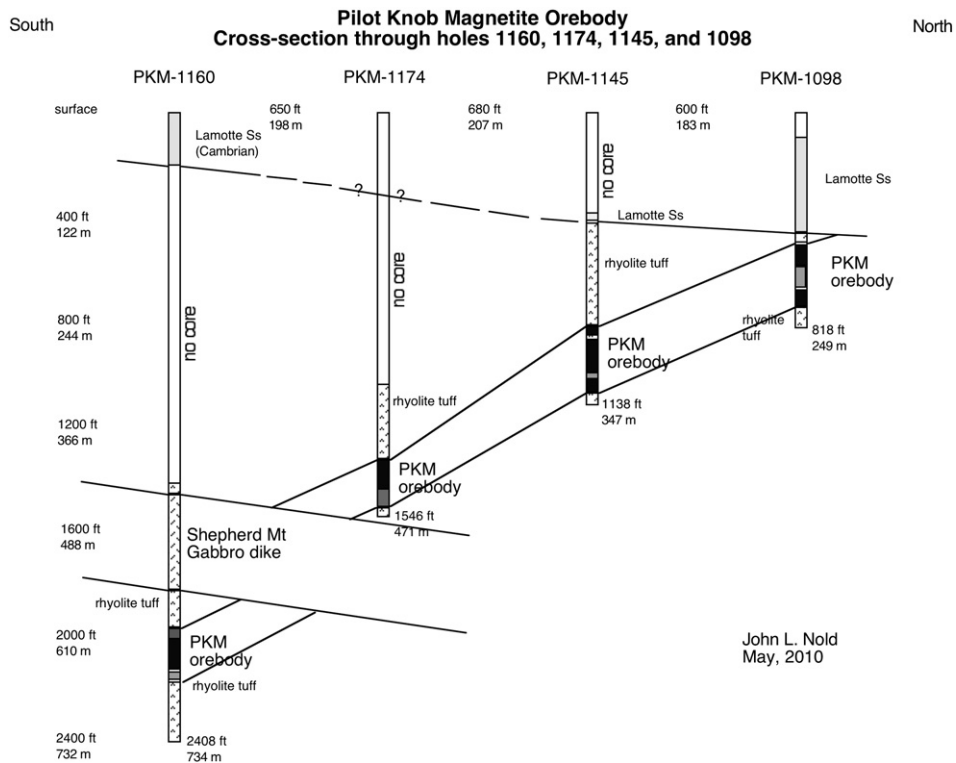 Pilot Knob Magnetite Orebody
Cross-section through holes 1160, 1174, 1145, and 1098
South
North
PKM-1160
PKM-1174
PKM-1145
PKM-1098
surface
650 ft
198 m
680 ft
207 m
600 ft
183 m
Lamotte Ss
(Cambrian)
no core
Lamotte Ss
?
?
400 ft
122 m
Lamotte Ss
no core
rhyolite tuff
PKM
orebody
800 ft
244 m
no core
rhyolite
tuff
818 ft
249 m
PKM
orebody
rhyolite tuff
1138 ft
347 m
1200 ft
366 m
PKM
orebody
1546 ft
471 m
1600 ft
488 m
Shepherd Mt
Gabbro dike
rhyolite tuff
2000 ft
610 m
PKM
orebody
rhyolite tuff
John L. Nold
May, 2010
2400 ft
732 m
2408 ft
734 m